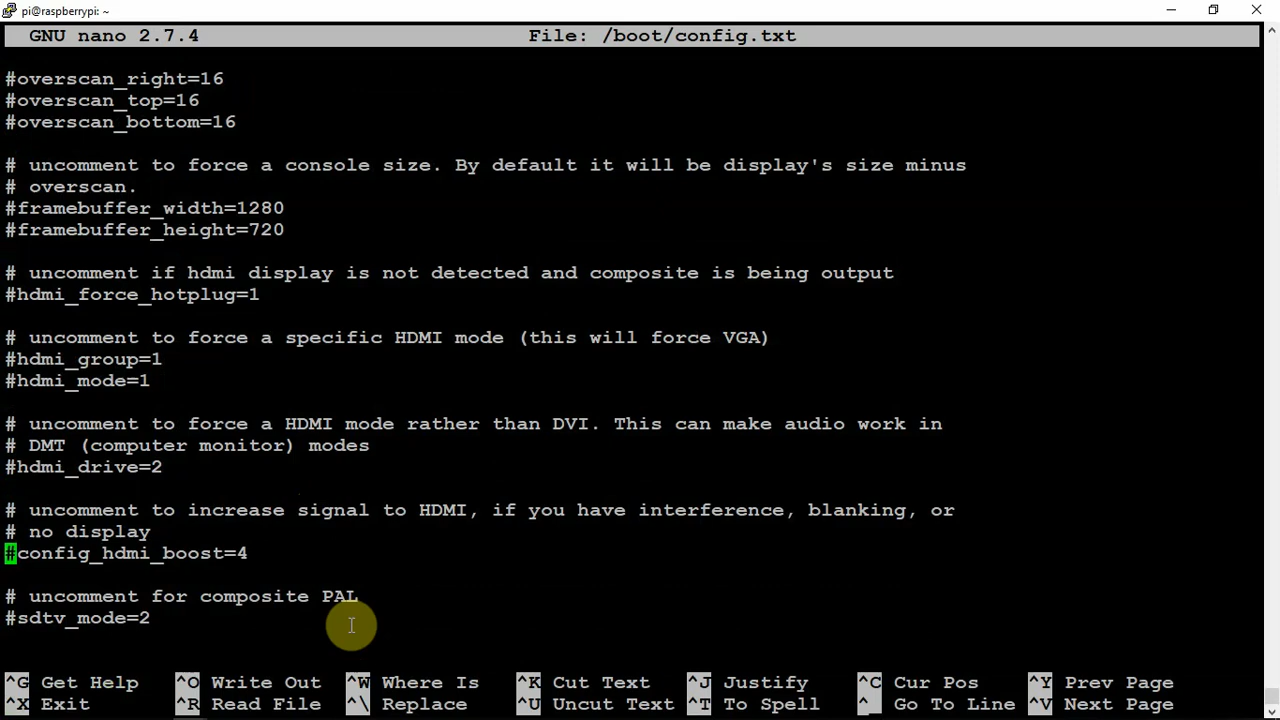 pi@raspberrypi: ~
GNU nano 2.7.4 File: /boot/config.txt
#overscan_right=16
#overscan_top=16
#overscan_bottom=16
# uncomment to force a console size. By default it will be display's size minus
# overscan.
#framebuffer_width=1280
#framebuffer_height=720
# uncomment if hdmi display is not detected and composite is being output
#hdmi_force_hotplug=1
# uncomment to force a specific HDMI mode (this will force VGA)
#hdmi_group=1
#hdmi_mode=1
# uncomment to force a HDMI mode rather than DVI. This can make audio work in
# DMT (computer monitor) modes
#hdmi_drive=2
# uncomment to increase signal to HDMI, if you have interference, blanking, or
# no display
#config_hdmi_boost=4
# uncomment for composite PAL
#sdtv_mode=2
^G Get Help ^O Write Out ^W Where Is ^K Cut Text ^J Justify ^C Cur Pos ^Y Prev Page
^X Exit ^R Read File ^\ Replace ^U Uncut Text ^T To Spell ^_ Go To Line ^V Next Page